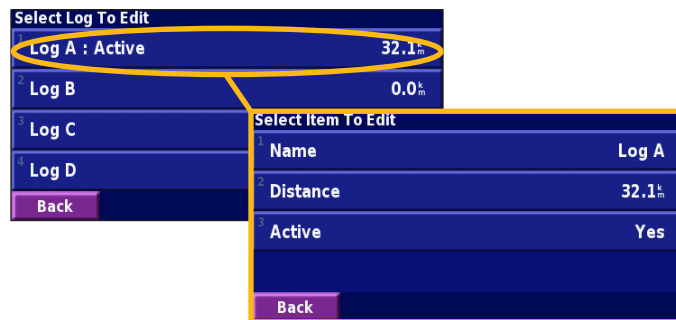 Select Log To Edit
1 Log A : Active 32.1km
2 Log B 0.0km
3 Log C
4 Log D
Back
Select Item To Edit
1 Name Log A
2 Distance 32.1km
3 Active Yes
Back